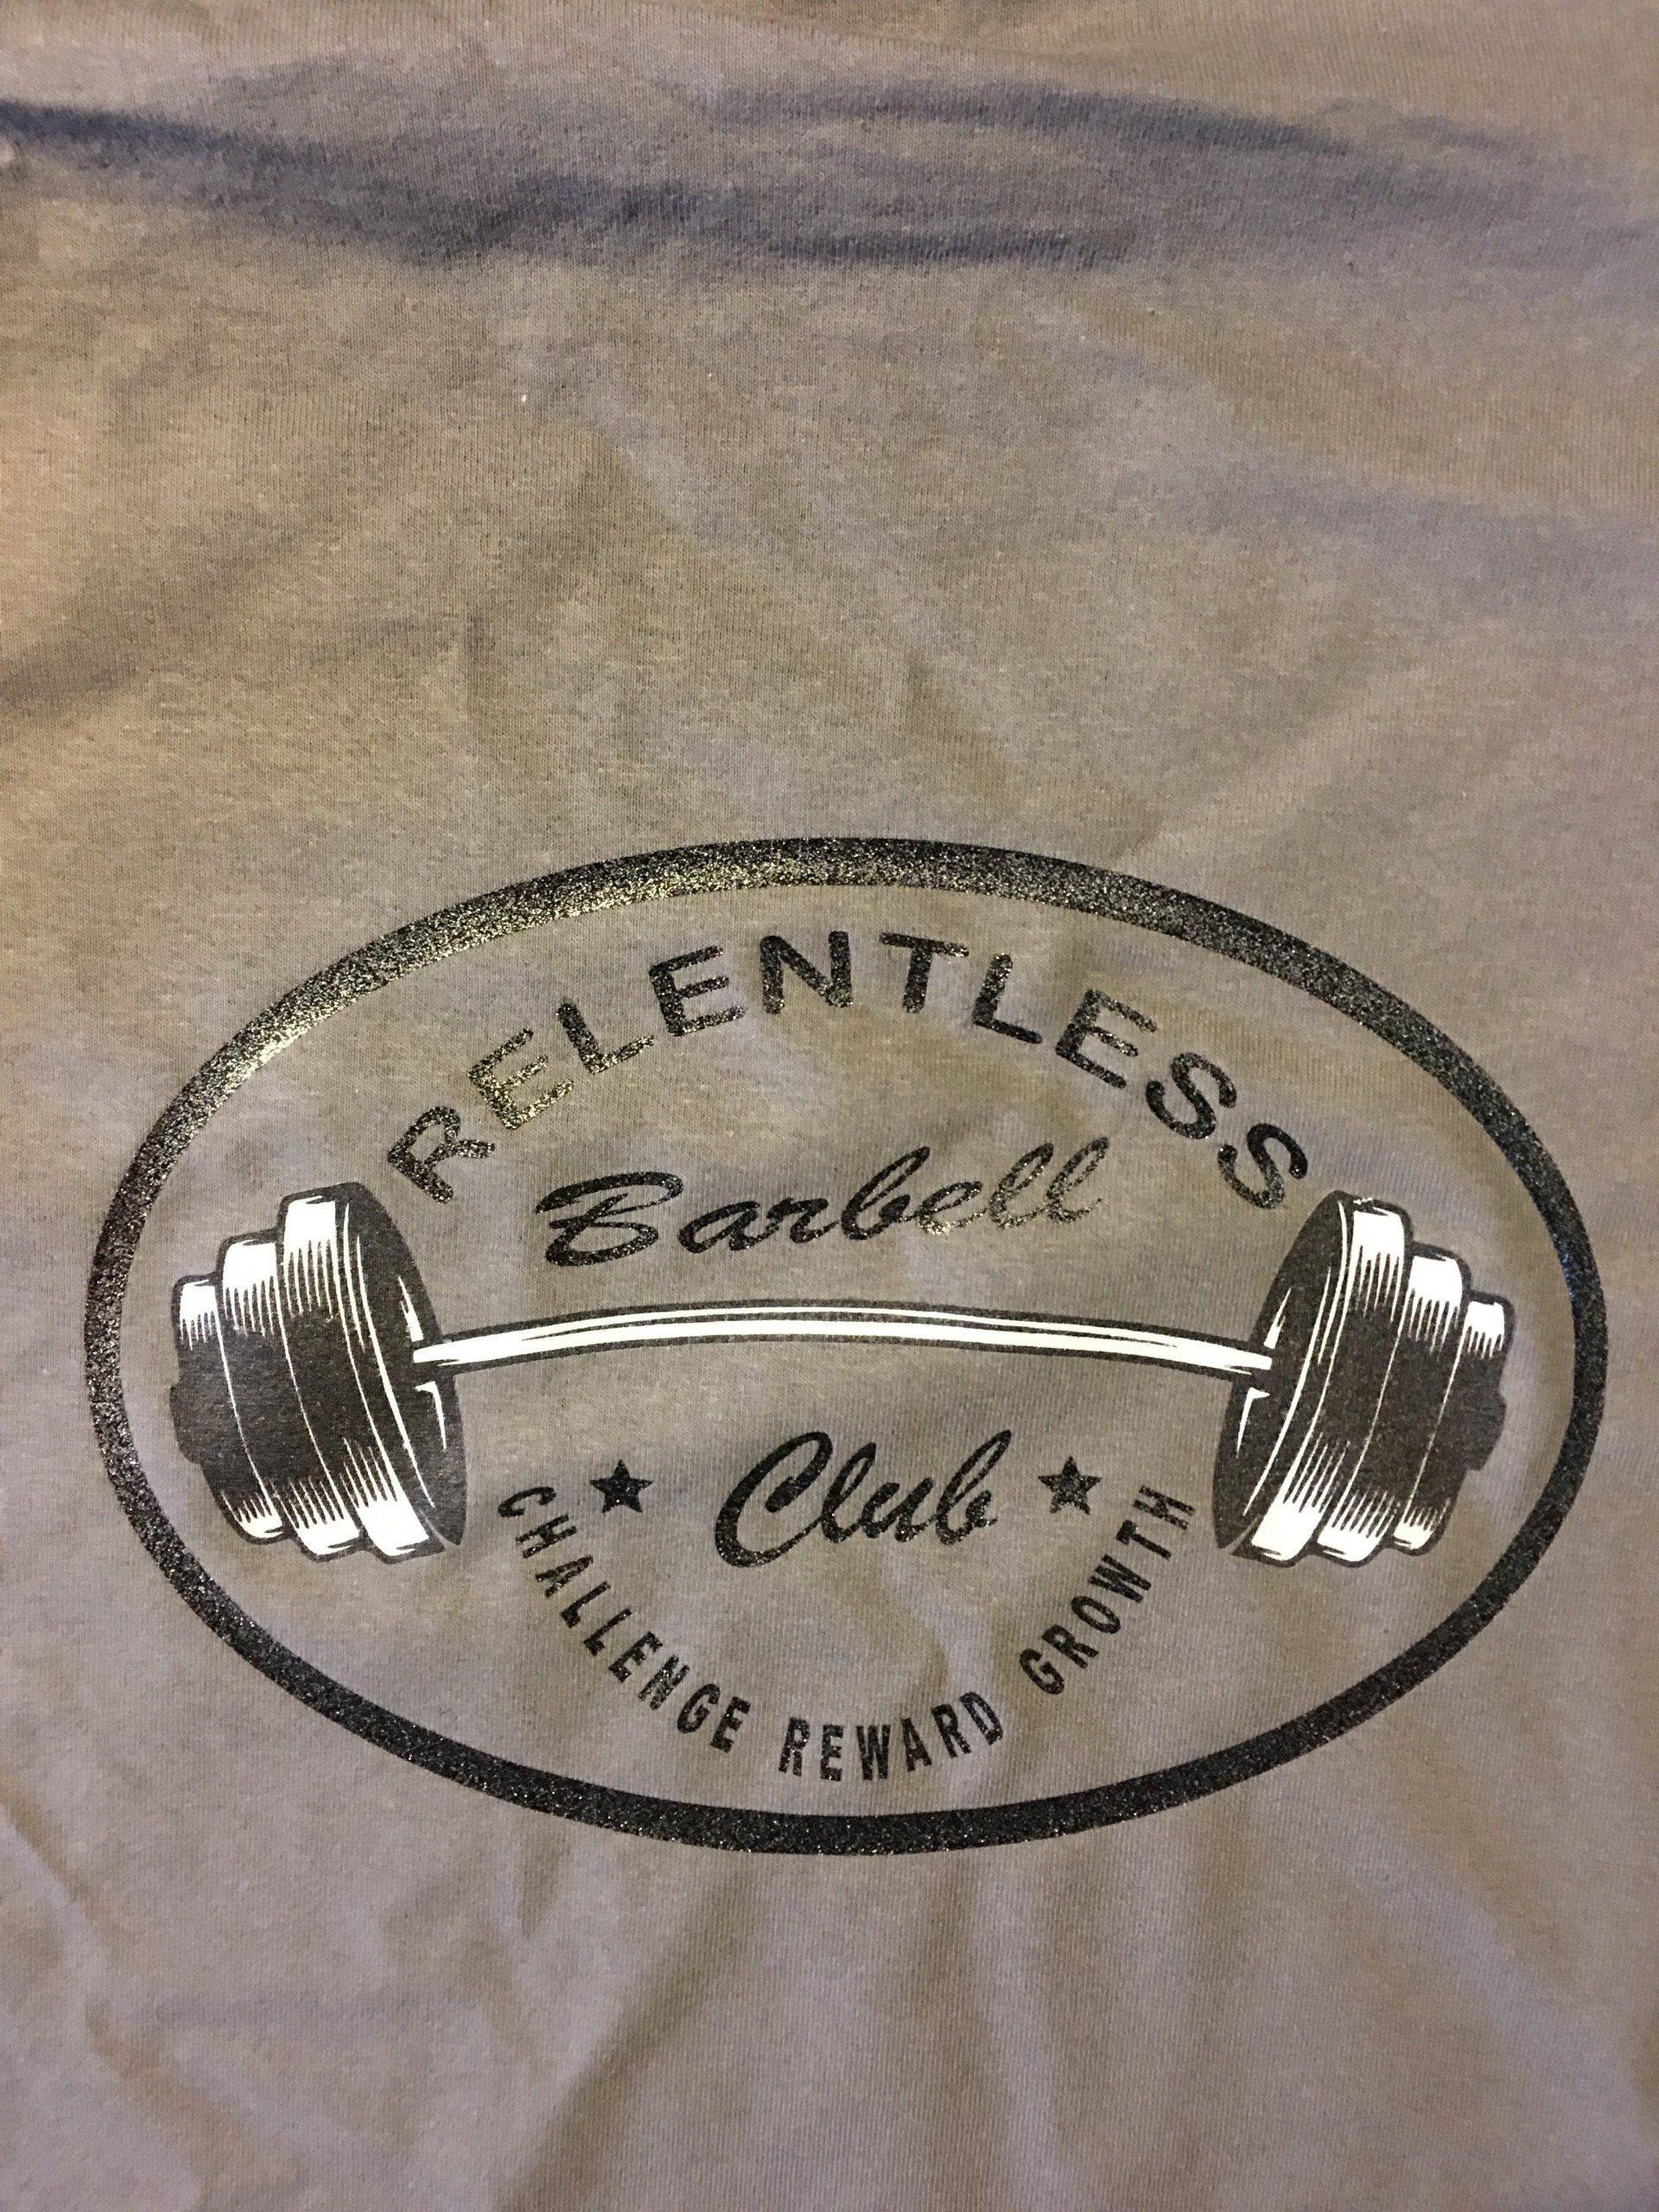 RELENTLESS
Barbell
Club
CHALLENGE REWARD GROWTH